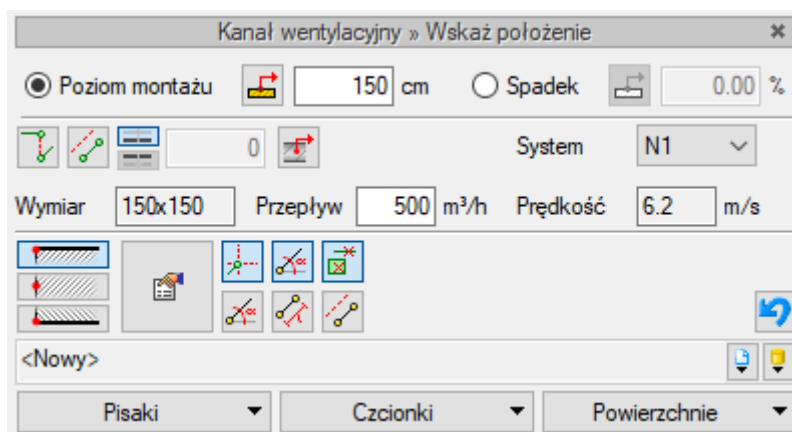 Kanał wentylacyjny » Wskaż położenie
Poziom montażu 150 cm Spadek 0.00 %
0 System N1
Wymiar 150x150 Przepływ 500 m³/h Prędkość 6.2 m/s
<Nowy>
Pisaki Czcionki Powierzchnie